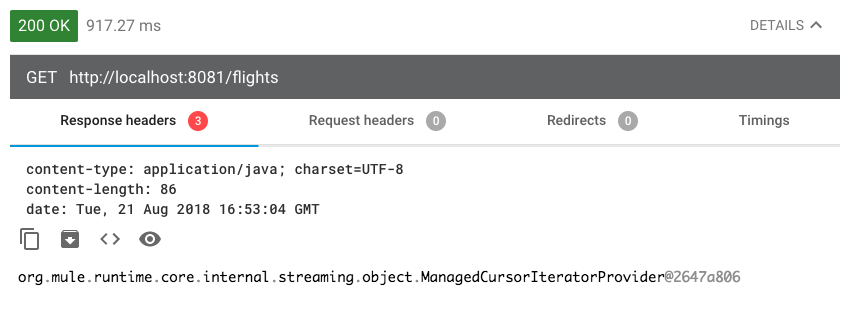 200 OK 917.27 ms DETAILS
GET http://localhost:8081/flights
Response headers 3 Request headers 0 Redirects 0 Timings
content-type: application/java; charset=UTF-8
content-length: 86
date: Tue, 21 Aug 2018 16:53:04 GMT
org.mule.runtime.core.internal.streaming.object.ManagedCursorIteratorProvider@2647a806